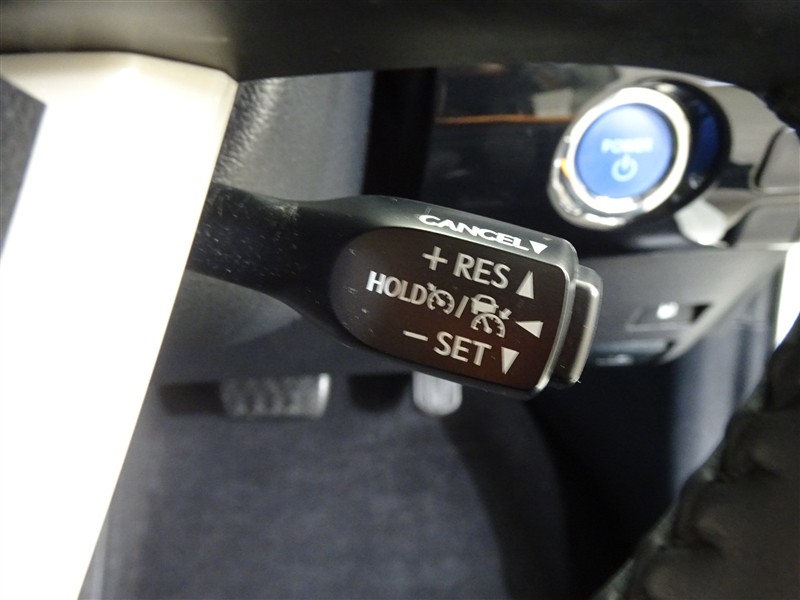 CANCEL▼
+ RES ▲
HOLD / ◄
− SET ▼
POWER